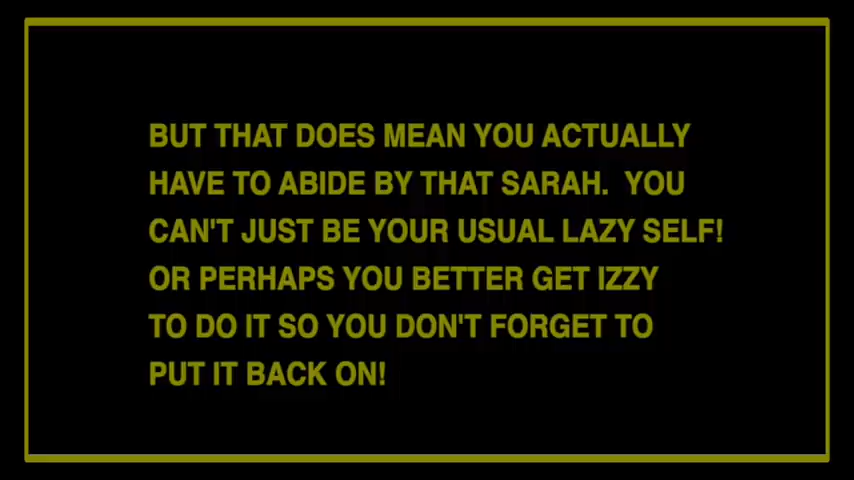 BUT THAT DOES MEAN YOU ACTUALLY
HAVE TO ABIDE BY THAT SARAH.  YOU
CAN'T JUST BE YOUR USUAL LAZY SELF!
OR PERHAPS YOU BETTER GET IZZY
TO DO IT SO YOU DON'T FORGET TO
PUT IT BACK ON!